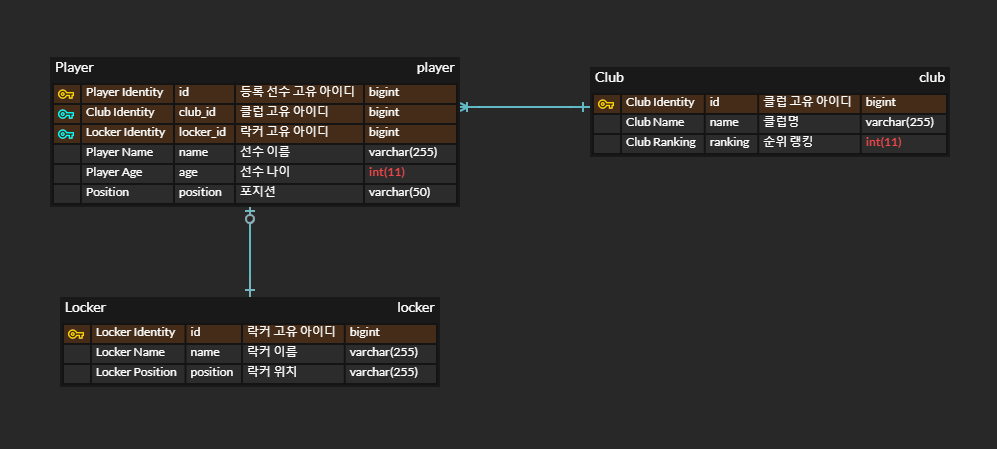 Player player
Player Identity id 등록 선수 고유 아이디 bigint
Club Identity club_id 클럽 고유 아이디 bigint
Locker Identity locker_id 락커 고유 아이디 bigint
Player Name name 선수 이름 varchar(255)
Player Age age 선수 나이 int(11)
Position position 포지션 varchar(50)
Club club
Club Identity id 클럽 고유 아이디 bigint
Club Name name 클럽명 varchar(255)
Club Ranking ranking 순위 랭킹 int(11)
Locker locker
Locker Identity id 락커 고유 아이디 bigint
Locker Name name 락커 이름 varchar(255)
Locker Position position 락커 위치 varchar(255)